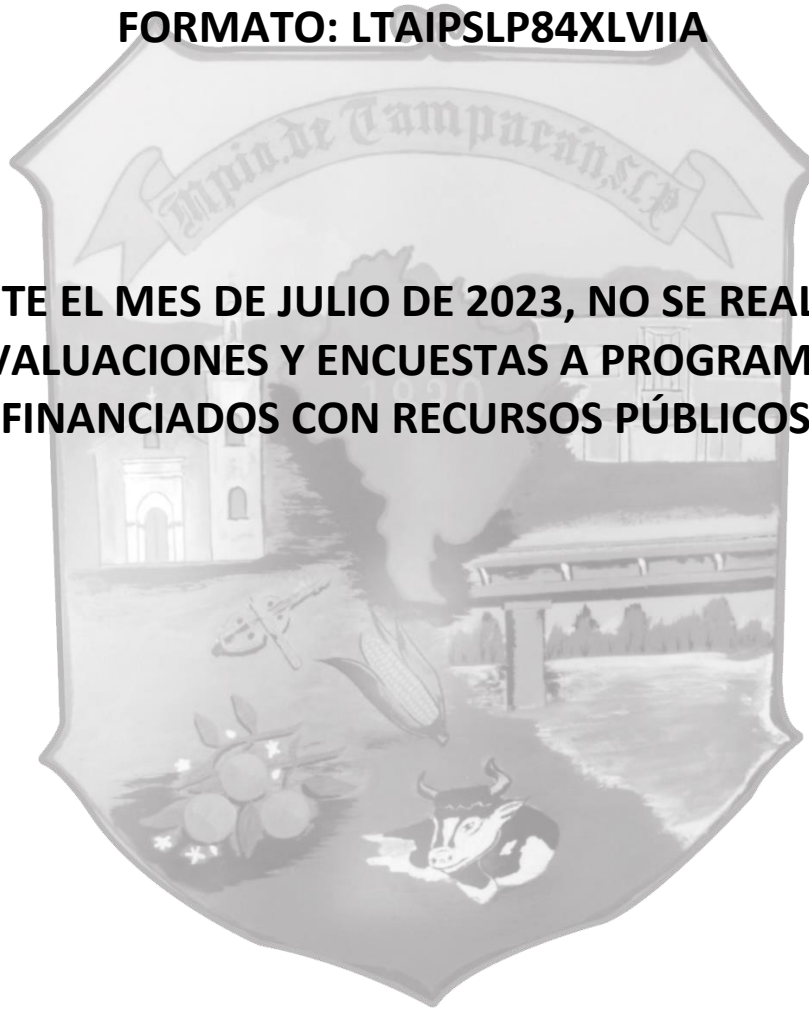 FORMATO: LTAIPSLP84XLVIIA
Mpio. de Tampacán, S.L.P.
TE EL MES DE JULIO DE 2023, NO SE REAL
VALUACIONES Y ENCUESTAS A PROGRAM
1830
FINANCIADOS CON RECURSOS PÚBLICOS